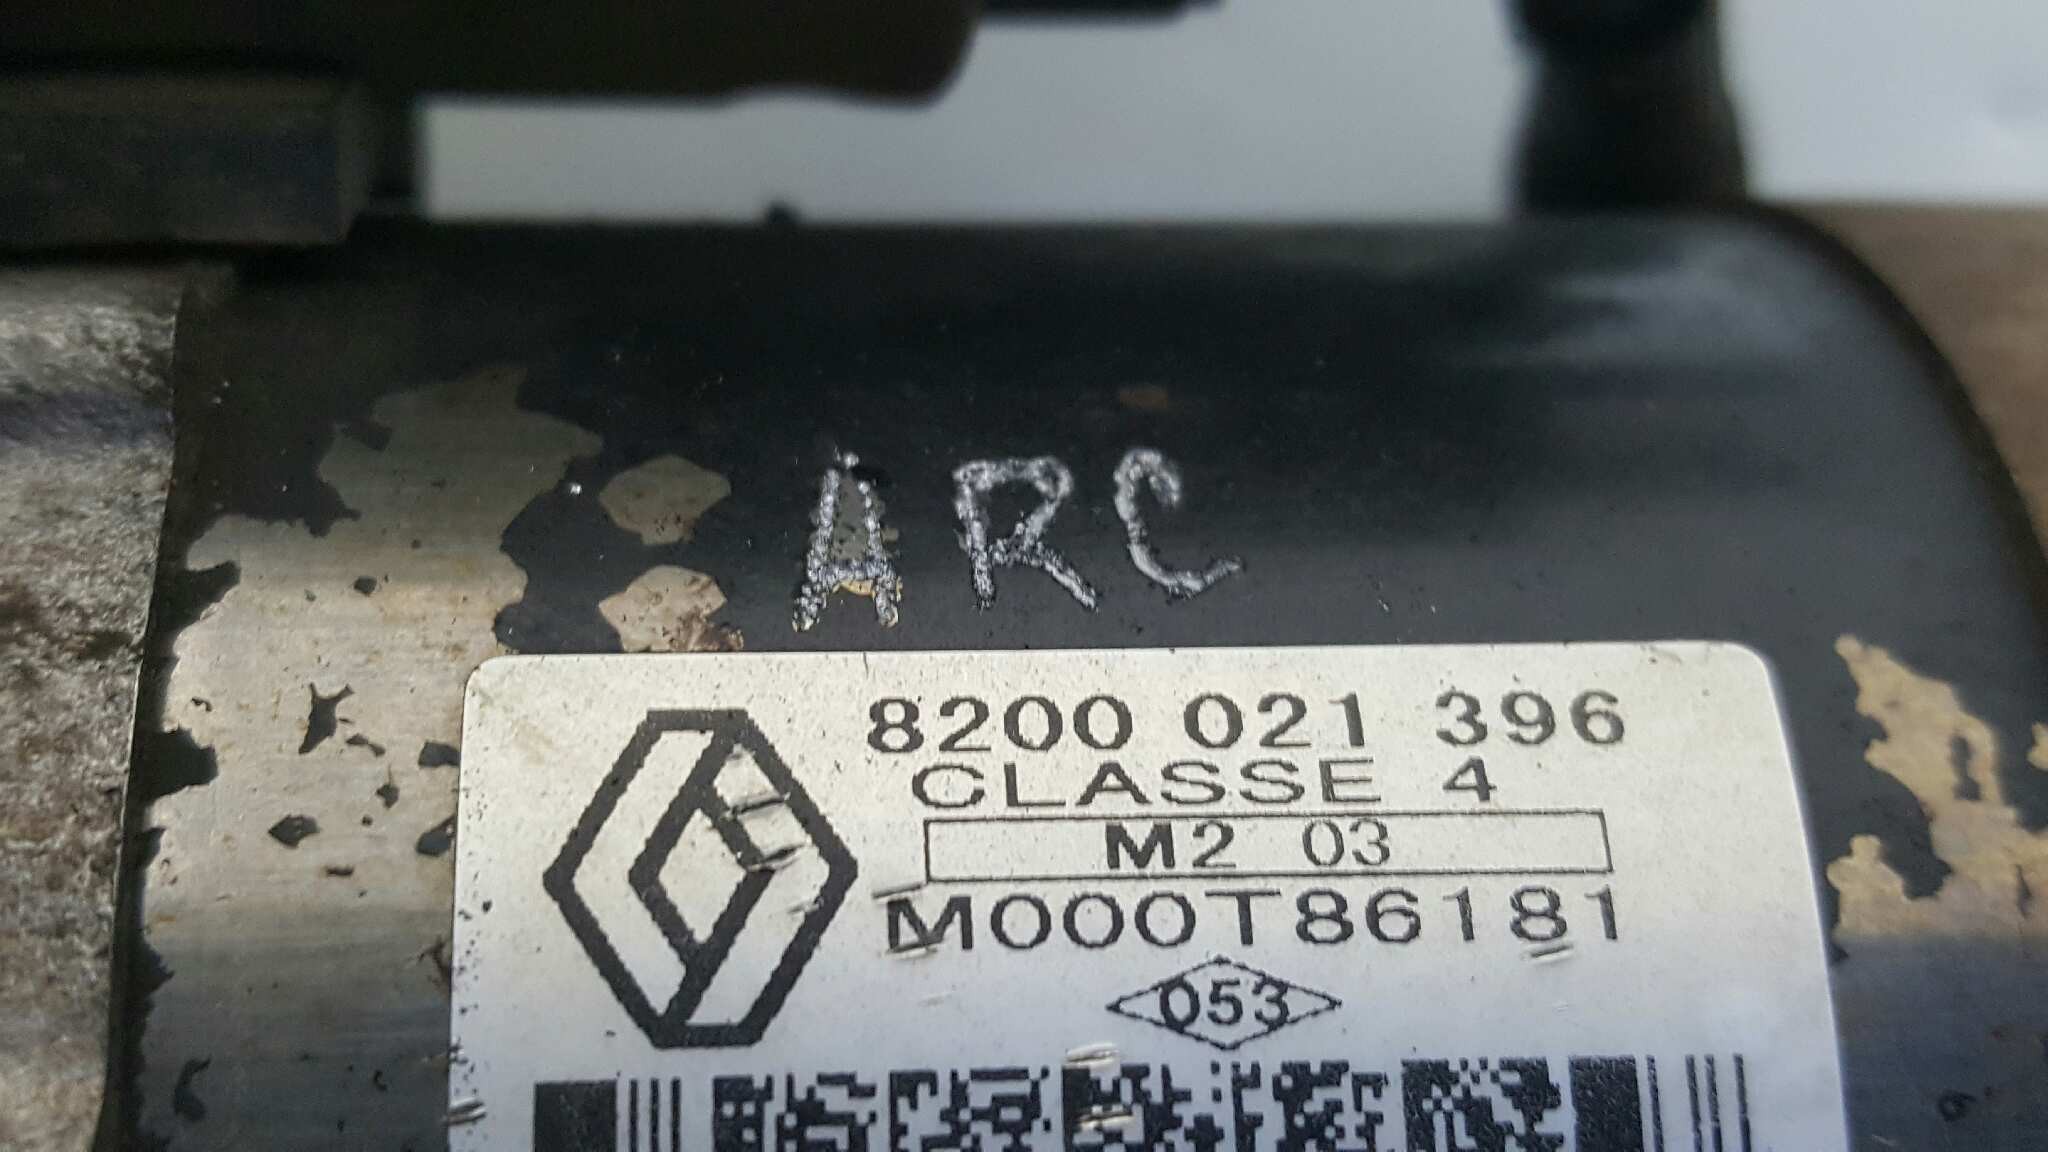 ARC
8200 021 396
CLASSE 4
M2 03
M000T86181
053